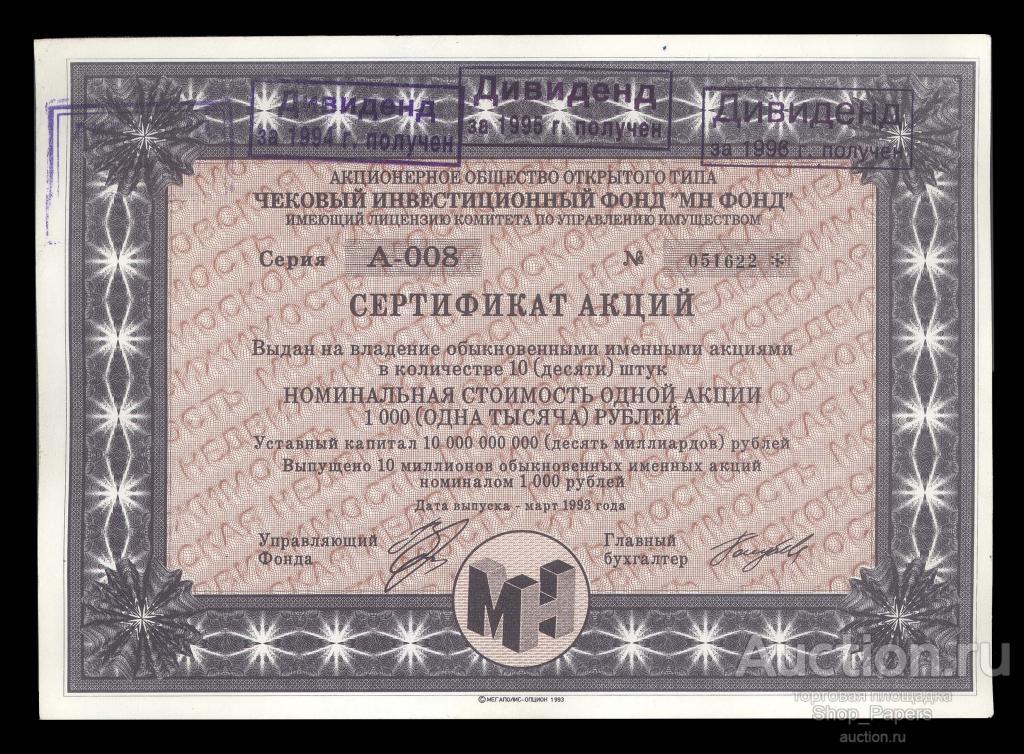 Дивиденд
за 1994 г. получен
Дивиденд
за 1995 г. получен
Дивиденд
за 1996 г. получен
АКЦИОНЕРНОЕ ОБЩЕСТВО ОТКРЫТОГО ТИПА
ЧЕКОВЫЙ ИНВЕСТИЦИОННЫЙ ФОНД "МН ФОНД"
ИМЕЮЩИЙ ЛИЦЕНЗИЮ КОМИТЕТА ПО УПРАВЛЕНИЮ ИМУЩЕСТВОМ
Серия А-008 № 051622 *
СЕРТИФИКАТ АКЦИЙ
Выдан на владение обыкновенными именными акциями
в количестве 10 (десяти) штук
НОМИНАЛЬНАЯ СТОИМОСТЬ ОДНОЙ АКЦИИ
1 000 (ОДНА ТЫСЯЧА) РУБЛЕЙ
Уставный капитал 10 000 000 000 (десять миллиардов) рублей
Выпущено 10 миллионов обыкновенных именных акций
номиналом 1 000 рублей
Дата выпуска - март 1993 года
Управляющий
Фонда
Главный
бухгалтер
МН
© МЕГАПОЛИС-ОПЦИОН 1993
Auction.ru
торговая площадка
Shop_Papers
auction.ru